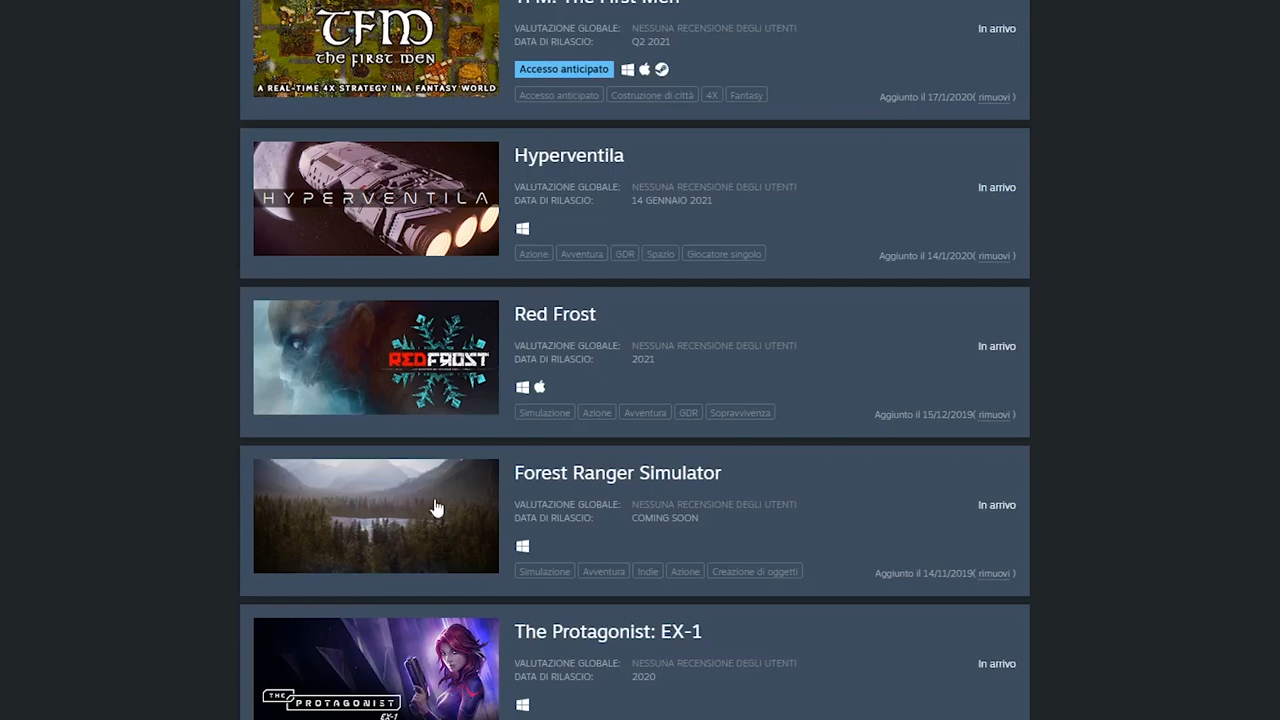 TFM: The First Men
TFM
the FIRST MEN
A REAL-TIME 4X STRATEGY IN A FANTASY WORLD
VALUTAZIONE GLOBALE: NESSUNA RECENSIONE DEGLI UTENTI
In arrivo
DATA DI RILASCIO: Q2 2021
Accesso anticipato
Accesso anticipato Costruzione di città 4X Fantasy
Aggiunto il 17/1/2020( rimuovi )
HYPERVENTILA
Hyperventila
VALUTAZIONE GLOBALE: NESSUNA RECENSIONE DEGLI UTENTI
In arrivo
DATA DI RILASCIO: 14 GENNAIO 2021
Azione Avventura GDR Spazio Giocatore singolo
Aggiunto il 14/1/2020( rimuovi )
REDFROST
Red Frost
VALUTAZIONE GLOBALE: NESSUNA RECENSIONE DEGLI UTENTI
In arrivo
DATA DI RILASCIO: 2021
Simulazione Azione Avventura GDR Sopravvivenza
Aggiunto il 15/12/2019( rimuovi )
Forest Ranger Simulator
VALUTAZIONE GLOBALE: NESSUNA RECENSIONE DEGLI UTENTI
In arrivo
DATA DI RILASCIO: COMING SOON
Simulazione Avventura Indie Azione Creazione di oggetti
Aggiunto il 14/11/2019( rimuovi )
THE PROTAGONIST
EX-1
The Protagonist: EX-1
VALUTAZIONE GLOBALE: NESSUNA RECENSIONE DEGLI UTENTI
In arrivo
DATA DI RILASCIO: 2020